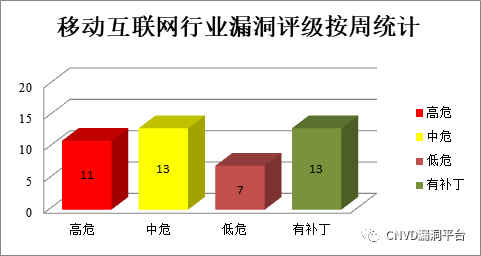 移动互联网行业漏洞评级按周统计
20
15
10
5
0
11
13
7
13
高危
中危
低危
有补丁
高危
中危
低危
有补丁
CNVD漏洞平台